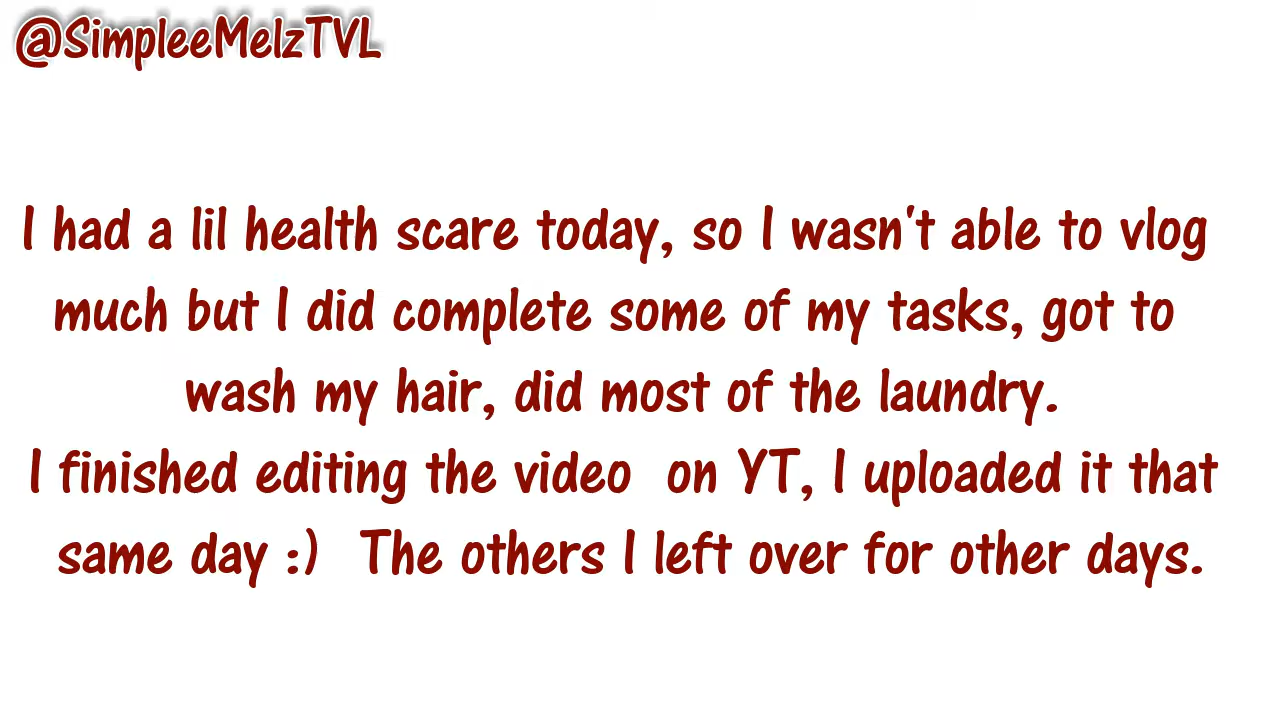 @SimpleeMelzTVL
I had a lil health scare today, so I wasn't able to vlog
much but I did complete some of my tasks, got to
wash my hair, did most of the laundry.
I finished editing the video  on YT, I uploaded it that
same day :)  The others I left over for other days.